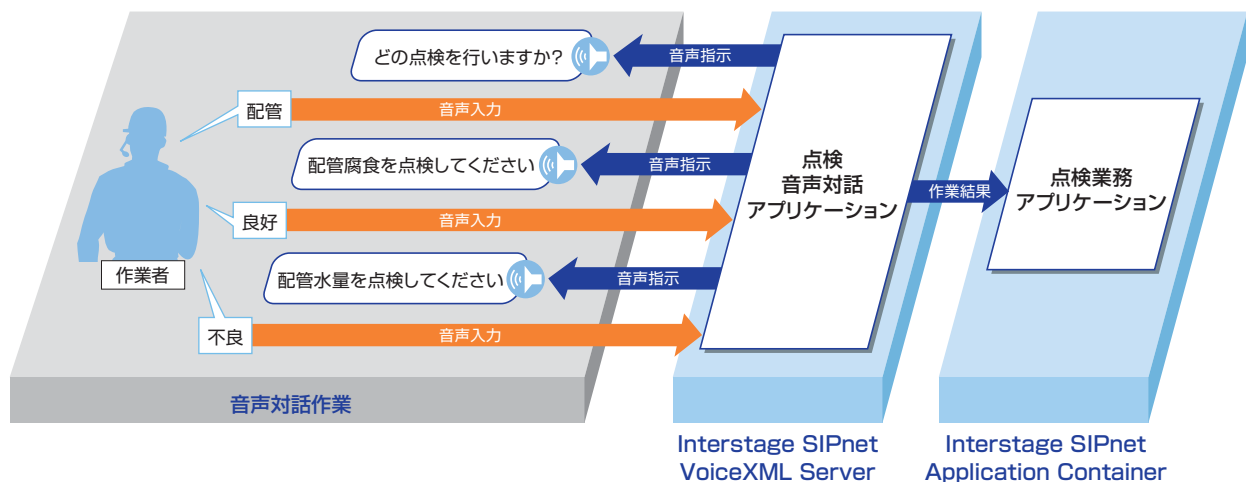 どの点検を行いますか?
音声指示
配管
音声入力
配管腐食を点検してください
音声指示
良好
音声入力
作業者
配管水量を点検してください
音声指示
不良
音声入力
音声対話作業
点検
音声対話
アプリケーション
作業結果
点検業務
アプリケーション
Interstage SIPnet
VoiceXML Server
Interstage SIPnet
Application Container